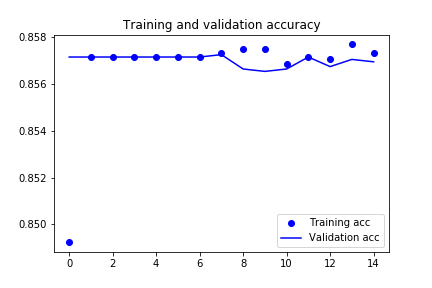 Training and validation accuracy
0.858
0.856
0.854
0.852
0.850
Training acc
Validation acc
0 2 4 6 8 10 12 14